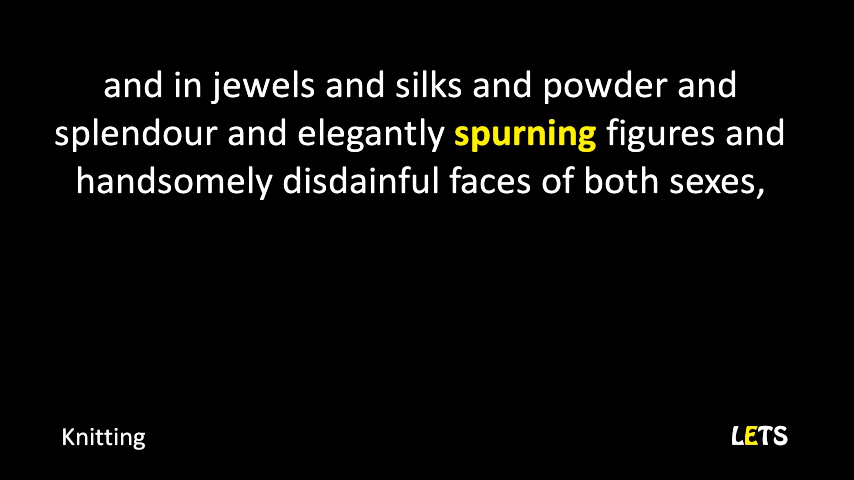 and in jewels and silks and powder and
splendour and elegantly spurning figures and
handsomely disdainful faces of both sexes,
Knitting
LETS